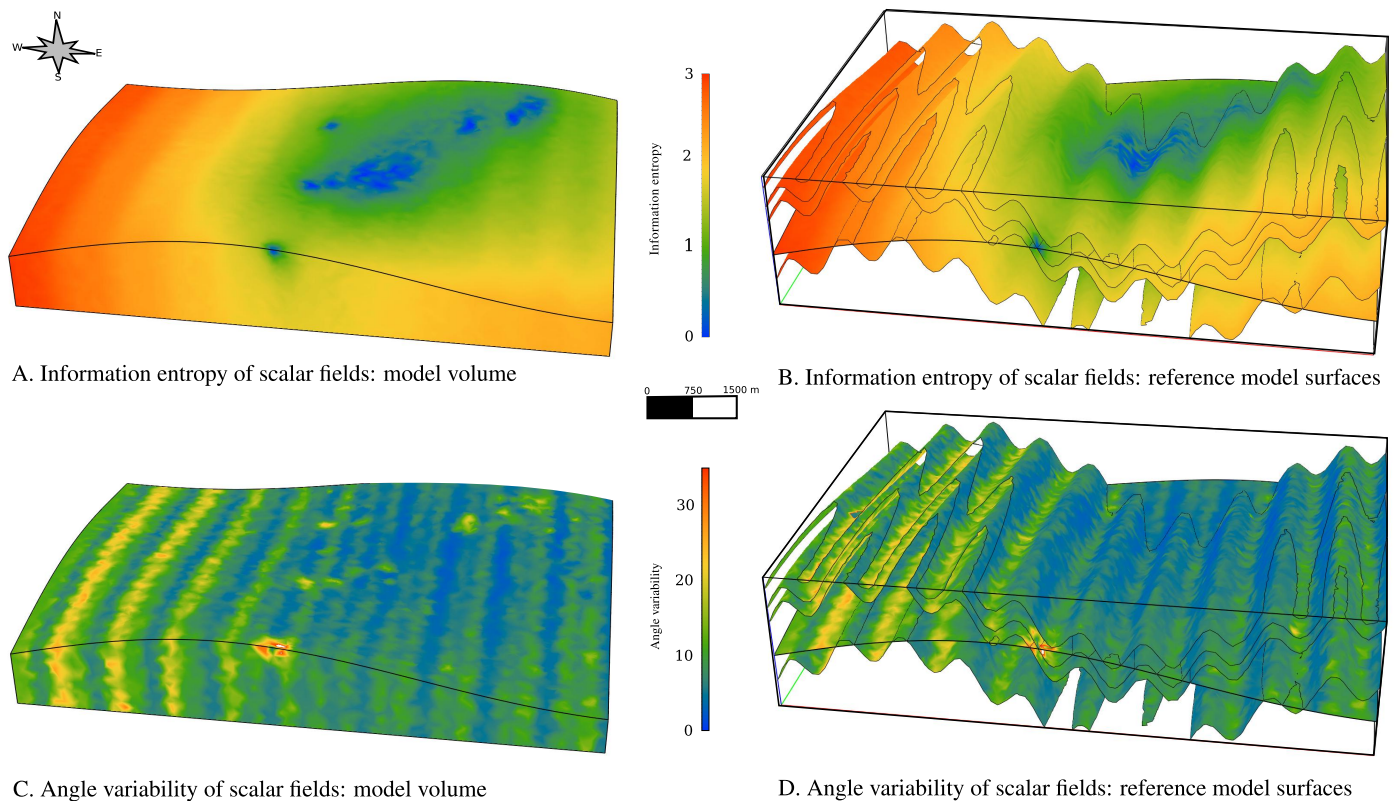 N
W
E
S
3
2
1
0
Information entropy
A. Information entropy of scalar fields: model volume
B. Information entropy of scalar fields: reference model surfaces
0 750 1500 m
30
20
10
0
Angle variability
C. Angle variability of scalar fields: model volume
D. Angle variability of scalar fields: reference model surfaces